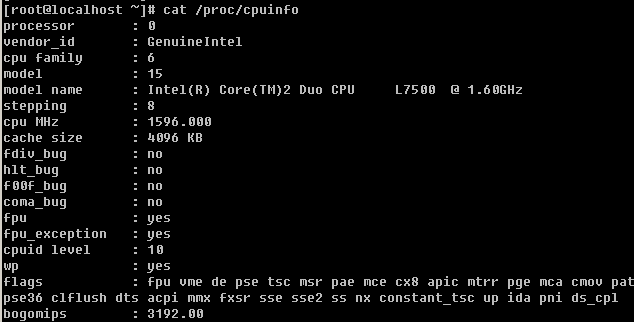 [root@localhost ~]# cat /proc/cpuinfo
processor : 0
vendor_id : GenuineIntel
cpu family : 6
model : 15
model name : Intel(R) Core(TM)2 Duo CPU L7500 @ 1.60GHz
stepping : 8
cpu MHz : 1596.000
cache size : 4096 KB
fdiv_bug : no
hlt_bug : no
f00f_bug : no
coma_bug : no
fpu : yes
fpu_exception : yes
cpuid level : 10
wp : yes
flags : fpu vme de pse tsc msr pae mce cx8 apic mtrr pge mca cmov pat
pse36 clflush dts acpi mmx fxsr sse sse2 ss nx constant_tsc up ida pni ds_cpl
bogomips : 3192.00